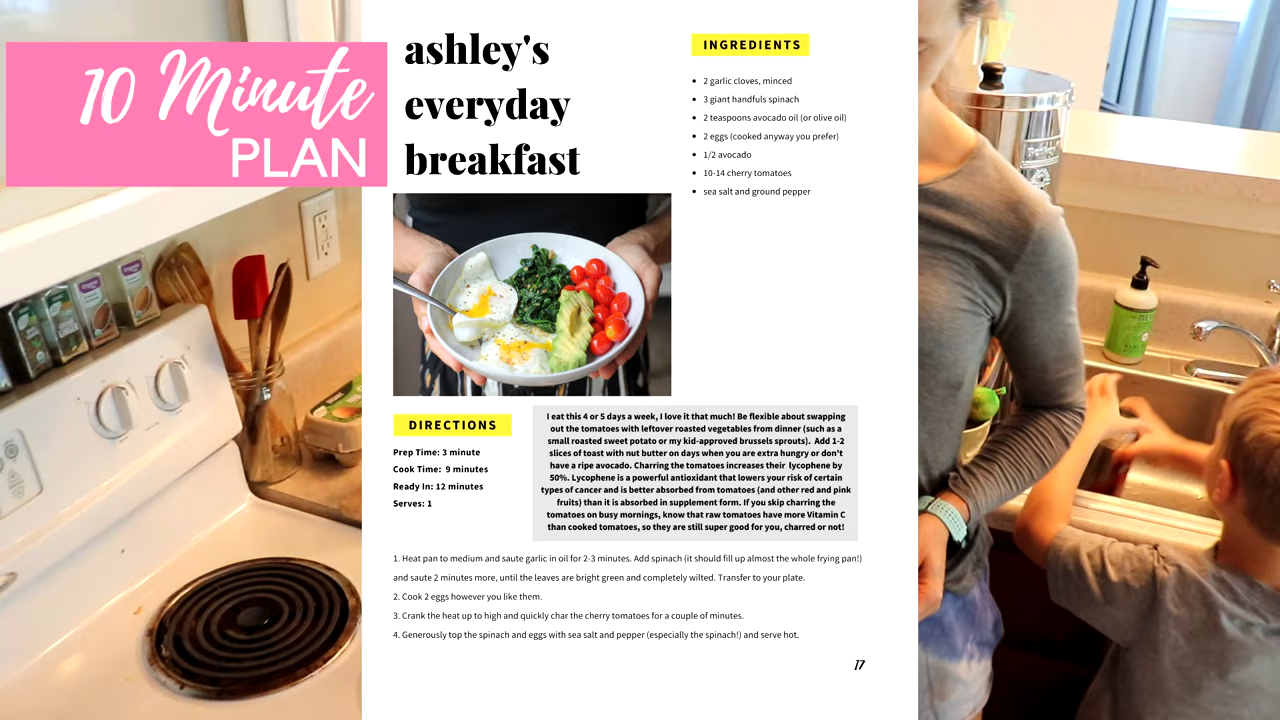 10 Minute
PLAN
ashley's
everyday
breakfast
INGREDIENTS
• 2 garlic cloves, minced
• 3 giant handfuls spinach
• 2 teaspoons avocado oil (or olive oil)
• 2 eggs (cooked anyway you prefer)
• 1/2 avocado
• 10-14 cherry tomatoes
• sea salt and ground pepper
DIRECTIONS
Prep Time: 3 minute
Cook Time: 9 minutes
Ready In: 12 minutes
Serves: 1
I eat this 4 or 5 days a week, I love it that much! Be flexible about swapping
out the tomatoes with leftover roasted vegetables from dinner (such as a
small roasted sweet potato or my kid-approved brussels sprouts). Add 1-2
slices of toast with nut butter on days when you are extra hungry or don't
have a ripe avocado. Charring the tomatoes increases their lycophene by
50%. Lycophene is a powerful antioxidant that lowers your risk of certain
types of cancer and is better absorbed from tomatoes (and other red and pink
fruits) than it is absorbed in supplement form. If you skip charring the
tomatoes on busy mornings, know that raw tomatoes have more Vitamin C
than cooked tomatoes, so they are still super good for you, charred or not!
1. Heat pan to medium and saute garlic in oil for 2-3 minutes. Add spinach (it should fill up almost the whole frying pan!)
and saute 2 minutes more, until the leaves are bright green and completely wilted. Transfer to your plate.
2. Cook 2 eggs however you like them.
3. Crank the heat up to high and quickly char the cherry tomatoes for a couple of minutes.
4. Generously top the spinach and eggs with sea salt and pepper (especially the spinach!) and serve hot.
17